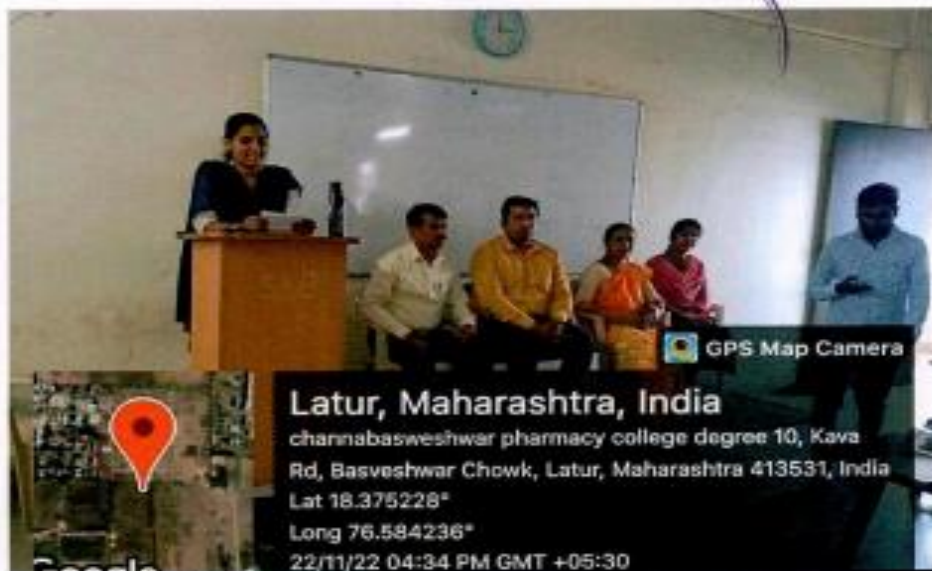 GPS Map Camera
Latur, Maharashtra, India
channabasweshwar pharmacy college degree 10, Kava
Rd, Basveshwar Chowk, Latur, Maharashtra 413531, India
Lat 18.375228°
Long 76.584236°
22/11/22 04:34 PM GMT +05:30
Google